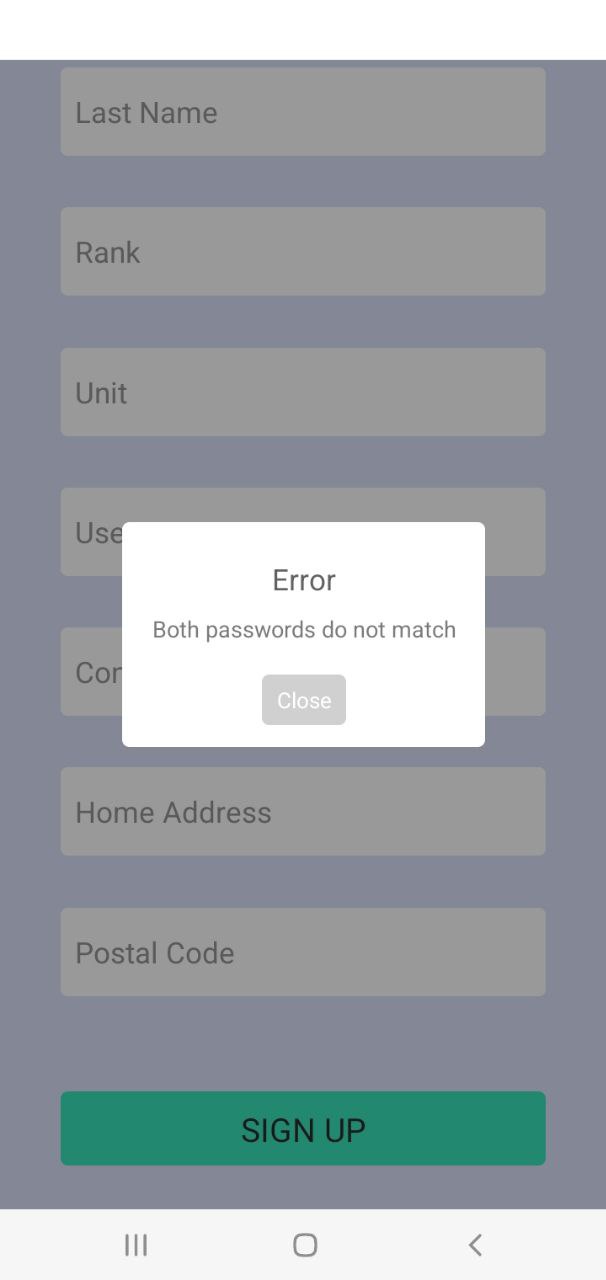 Last Name
Rank
Unit
Use
Error
Both passwords do not match
Con
Close
Home Address
Postal Code
SIGN UP